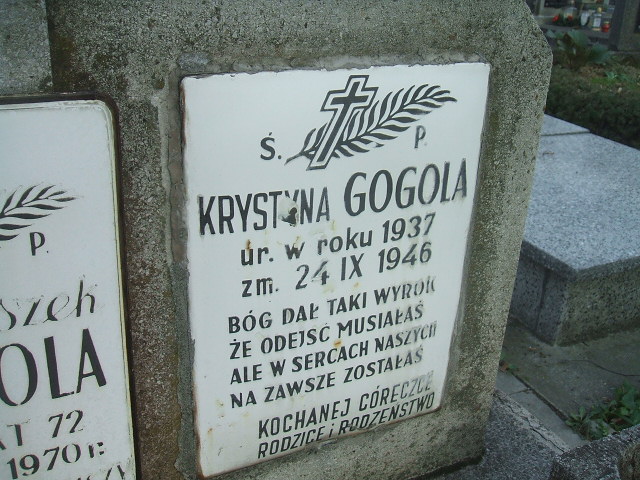 Ś. P.
KRYSTYNA GOGOLA
ur. w roku 1937
zm. 24 IX 1946
BÓG DAŁ TAKI WYROK
ŻE ODEJŚĆ MUSIAŁAŚ
ALE W SERCACH NASZYCH
NA ZAWSZE ZOSTAŁAŚ
KOCHANEJ CÓRECZCE
RODZICE i RODZEŃSTWO
P.
72
1970 r.